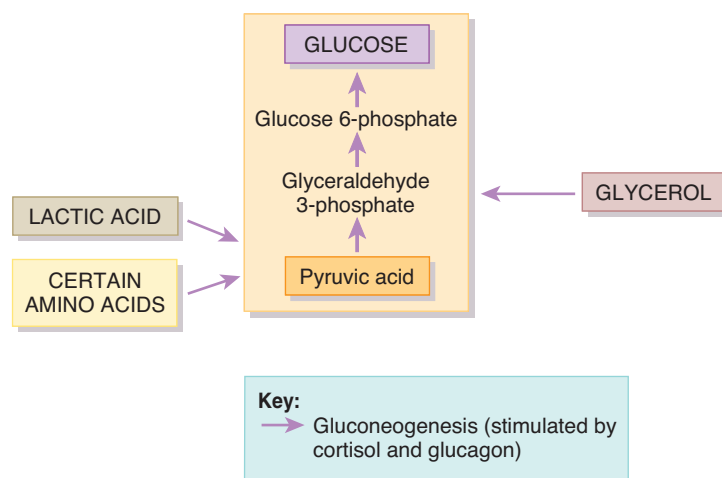 GLUCOSE
Glucose 6-phosphate
Glyceraldehyde
3-phosphate
GLYCEROL
LACTIC ACID
CERTAIN
AMINO ACIDS
Pyruvic acid
Key:
Gluconeogenesis (stimulated by
cortisol and glucagon)